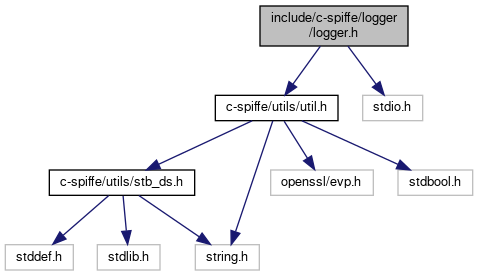 include/c-spiffe/logger
/logger.h
c-spiffe/utils/util.h
stdio.h
c-spiffe/utils/stb_ds.h
openssl/evp.h
stdbool.h
stddef.h
stdlib.h
string.h